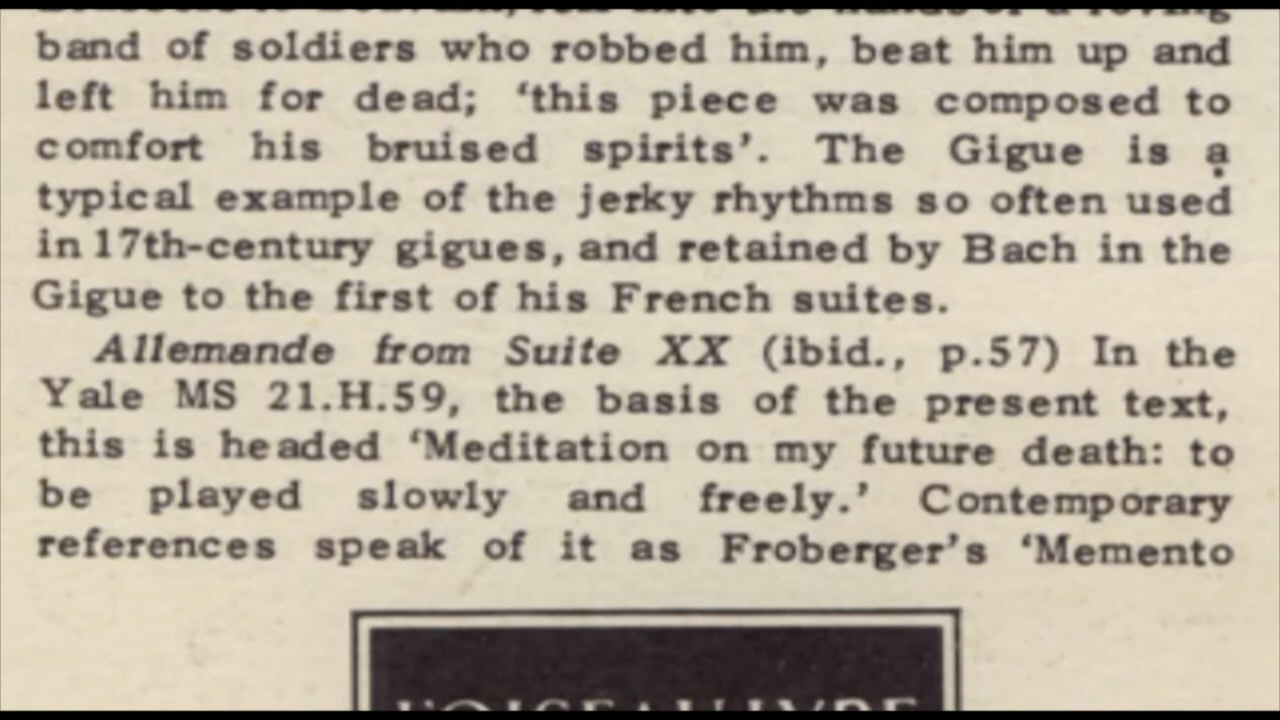 band of soldiers who robbed him, beat him up and
left him for dead; ‘this piece was composed to
comfort his bruised spirits’. The Gigue is a
typical example of the jerky rhythms so often used
in 17th-century gigues, and retained by Bach in the
Gigue to the first of his French suites.
Allemande from Suite XX (ibid., p.57) In the
Yale MS 21.H.59, the basis of the present text,
this is headed ‘Meditation on my future death: to
be played slowly and freely.’ Contemporary
references speak of it as Froberger’s ‘Memento